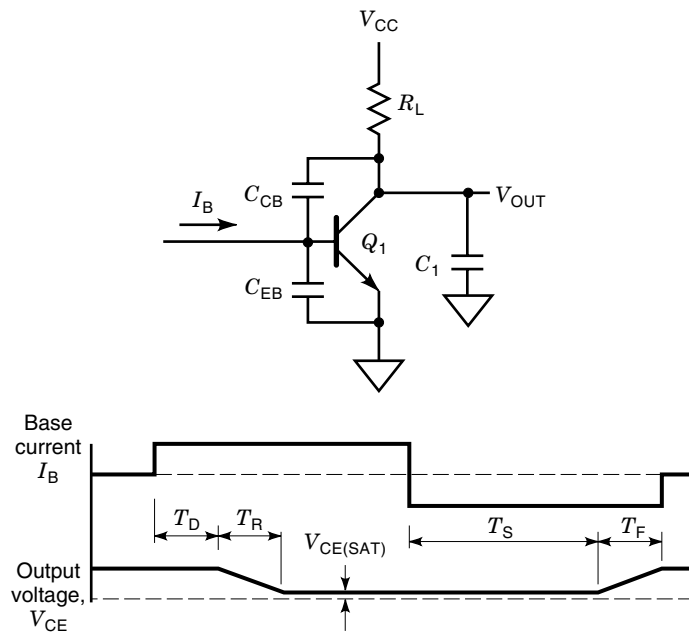 V_CC
R_L
C_CB
I_B
V_OUT
Q_1
C_1
C_EB
Base
current
I_B
T_D
T_R
V_CE(SAT)
T_S
T_F
Output
voltage,
V_CE